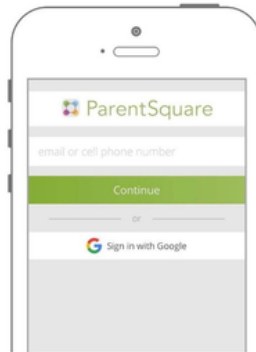 ParentSquare
email or cell phone number
Continue
or
Sign in with Google